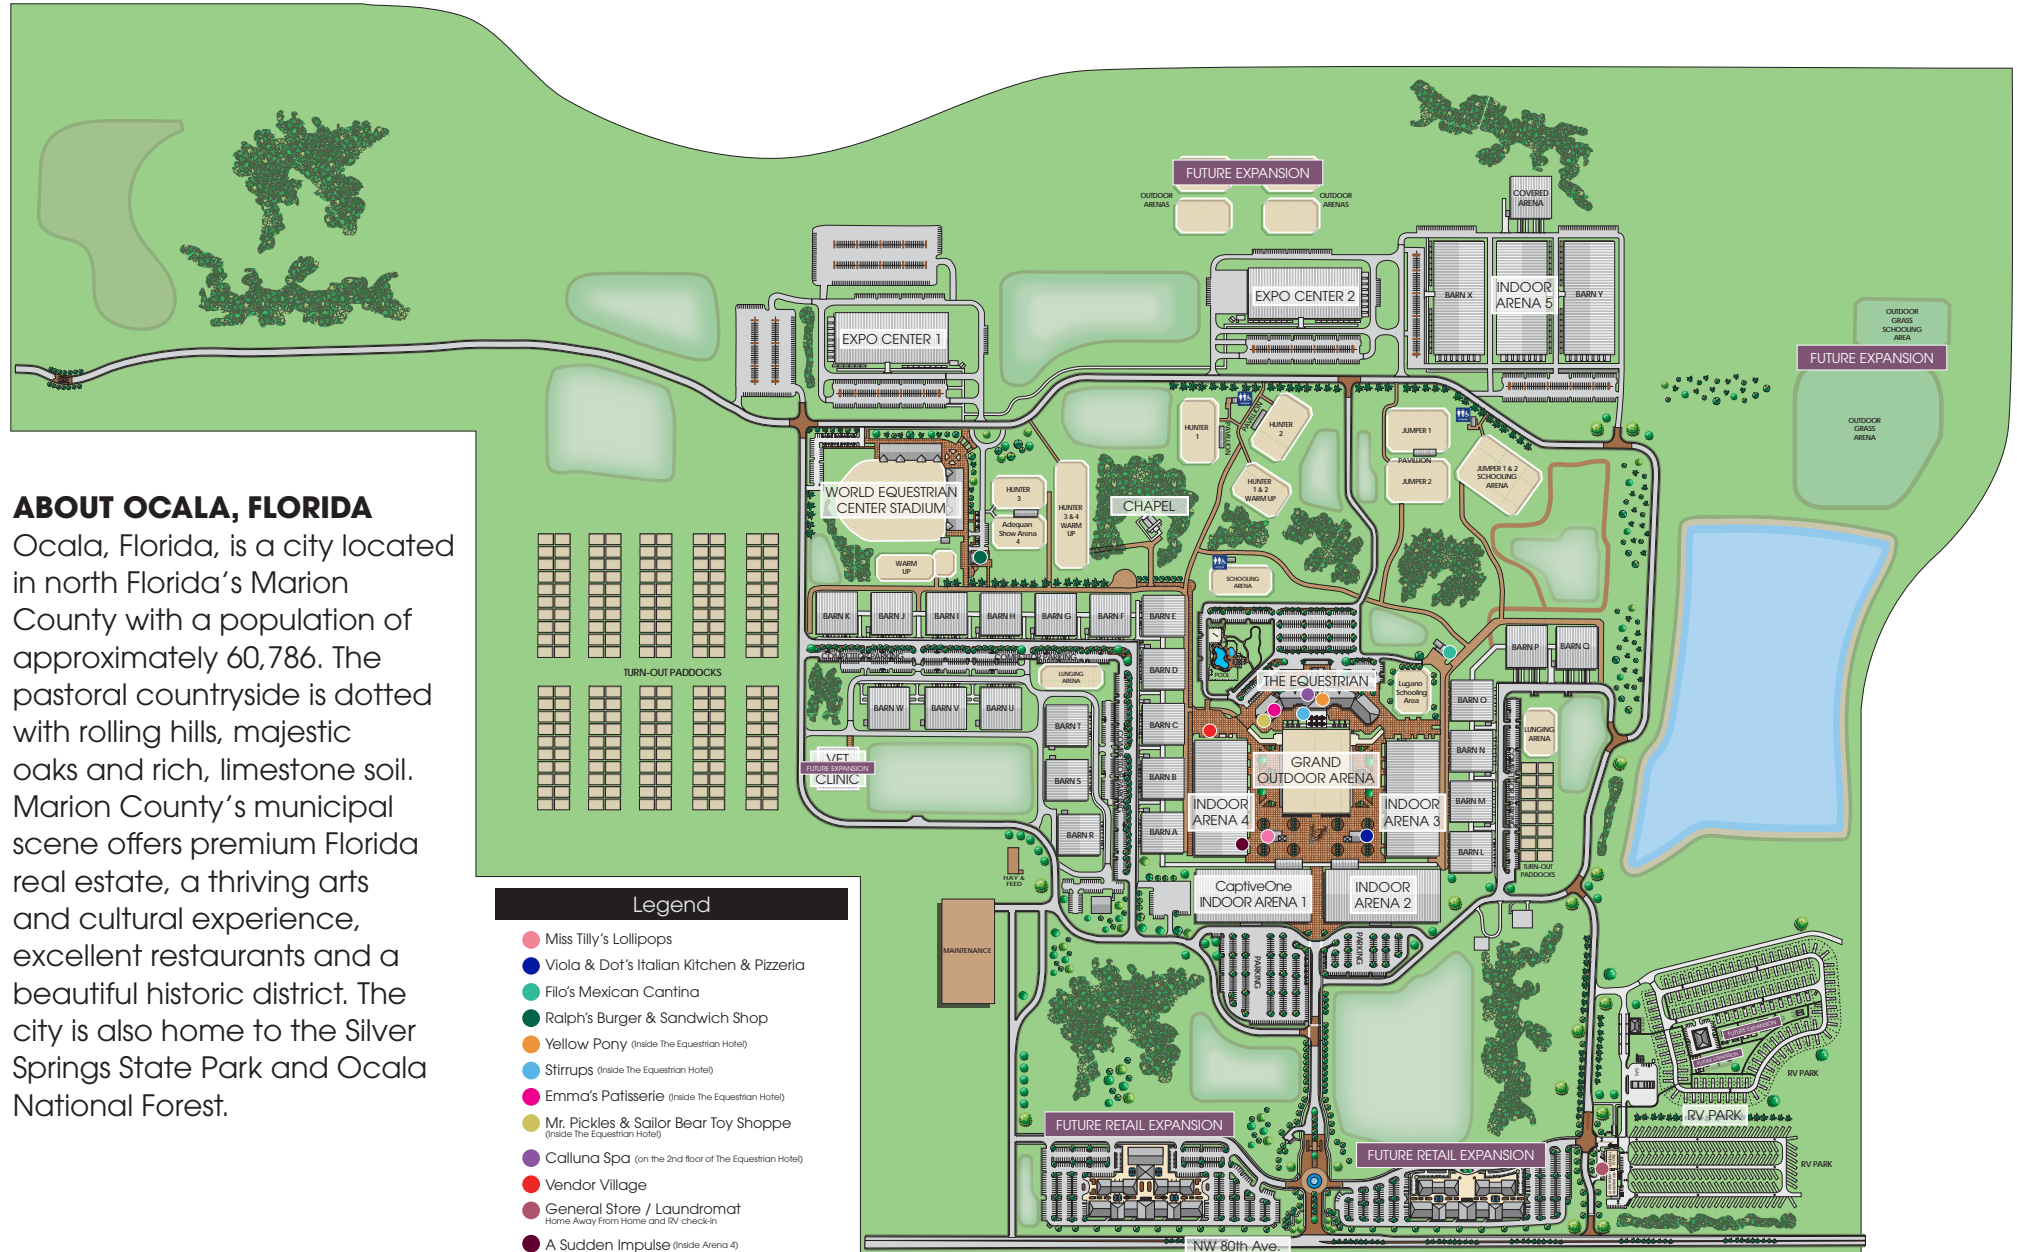 FUTURE EXPANSION
OUTDOOR
ARENAS
OUTDOOR
ARENAS
COVERED
ARENA
EXPO CENTER 2
BARN X
INDOOR
ARENA 5
BARN Y
EXPO CENTER 1
OUTDOOR
GRASS
SCHOOLING
AREA
FUTURE EXPANSION
OUTDOOR
GRASS
ARENA
HUNTER
1
PAVILION
PAVILION
HUNTER
2
JUMPER 1
PAVILLION
JUMPER 2
JUMPER 1 & 2
SCHOOLING
ARENA
HUNTER
1 & 2
WARM UP
WORLD EQUESTRIAN
CENTER STADIUM
HUNTER
3
Adequan
Show Arena
4
HUNTER
3 & 4
WARM
UP
CHAPEL
WARM
UP
SCHOOLING
ARENA
ABOUT OCALA, FLORIDA
Ocala, Florida, is a city located
in north Florida's Marion
County with a population of
approximately 60,786. The
pastoral countryside is dotted
with rolling hills, majestic
oaks and rich, limestone soil.
Marion County's municipal
scene offers premium Florida
real estate, a thriving arts
and cultural experience,
excellent restaurants and a
beautiful historic district. The
city is also home to the Silver
Springs State Park and Ocala
National Forest.
TURN-OUT PADDOCKS
BARN K
BARN J
BARN I
BARN H
BARN G
BARN F
BARN E
BARN D
BARN C
BARN B
BARN A
LUNGING
ARENA
BARN W
BARN V
BARN U
BARN T
BARN S
BARN R
VET
CLINIC
FUTURE EXPANSION
POOL
THE EQUESTRIAN
Lugano
Schooling
Area
BARN P
BARN Q
BARN O
BARN N
BARN M
BARN L
LUNGING
ARENA
TURN-OUT
PADDOCKS
GRAND
OUTDOOR ARENA
INDOOR
ARENA 4
INDOOR
ARENA 3
CaptiveOne
INDOOR ARENA 1
INDOOR
ARENA 2
HAY &
FEED
MAINTENANCE
PARKING
PARKING
FUTURE EXPANSION
FUTURE EXPANSION
GAS
RV PARK
RV PARK
RV PARK
FUTURE RETAIL EXPANSION
FUTURE RETAIL EXPANSION
NW 80th Ave.
Legend
Miss Tilly's Lollipops
Viola & Dot's Italian Kitchen & Pizzeria
Filo's Mexican Cantina
Ralph's Burger & Sandwich Shop
Yellow Pony (Inside The Equestrian Hotel)
Stirrups (Inside The Equestrian Hotel)
Emma's Patisserie (Inside The Equestrian Hotel)
Mr. Pickles & Sailor Bear Toy Shoppe
(Inside The Equestrian Hotel)
Calluna Spa (on the 2nd floor of The Equestrian Hotel)
Vendor Village
General Store / Laundromat
Home Away From Home and RV check-in
A Sudden Impulse (Inside Arena 4)